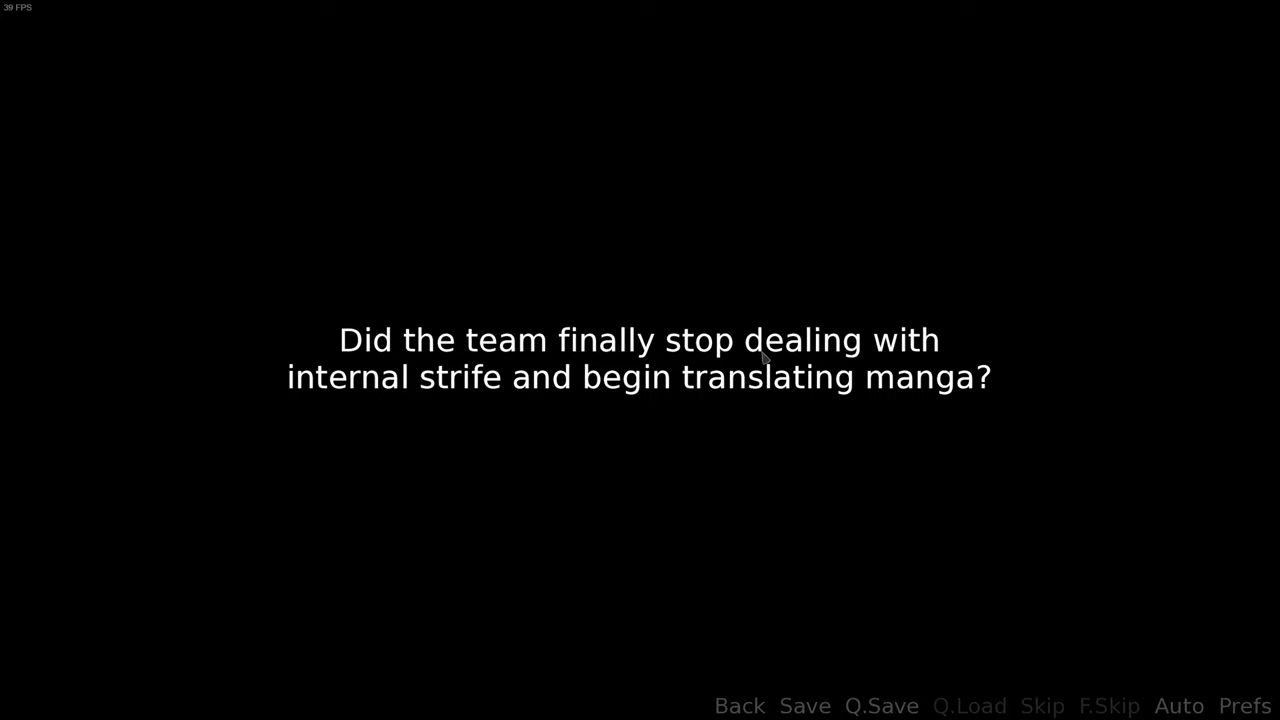 39 FPS
Did the team finally stop dealing with
internal strife and begin translating manga?
Back Save Q.Save Q.Load Skip F.Skip Auto Prefs